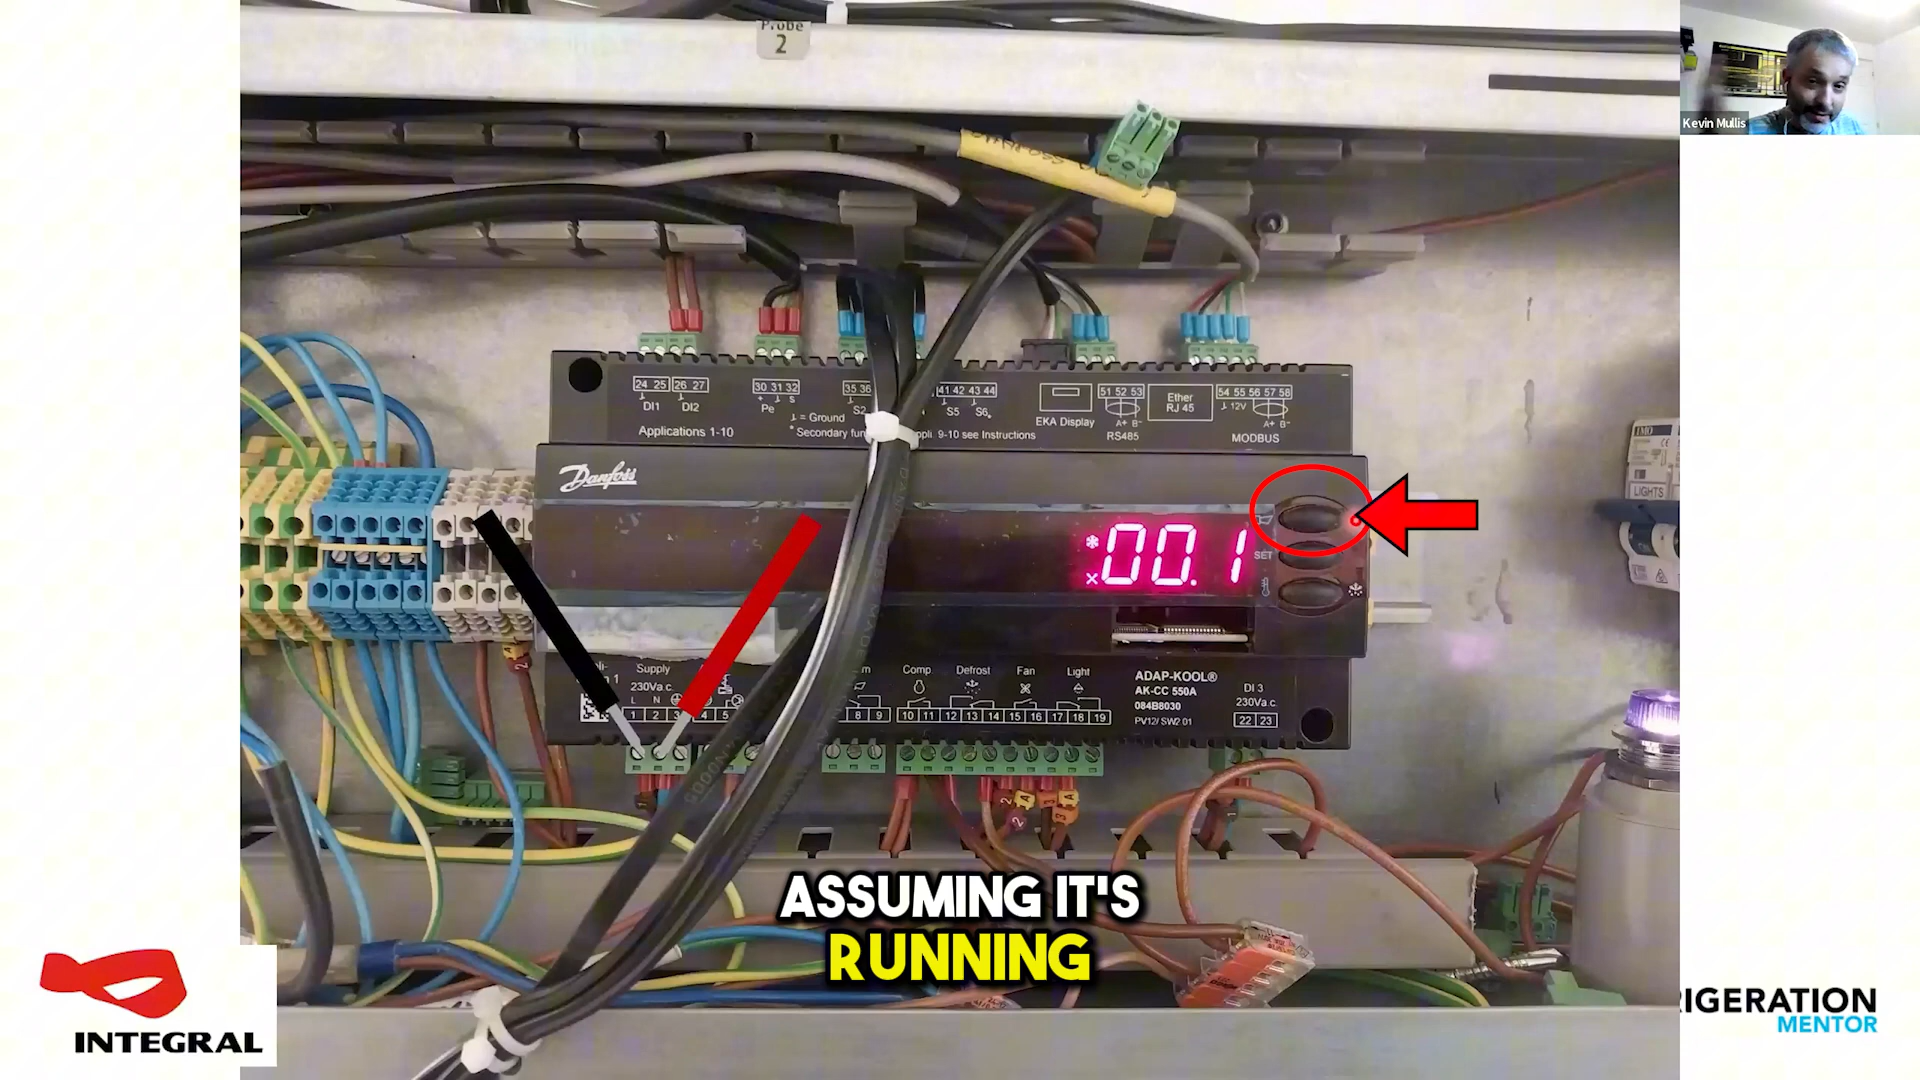 Probe
2
Kevin Mullis
24 25 26 27
DI1 DI2
30 31 32
Pe
35 36
S2
41 42 43 44
S5 S6
EKA Display
51 52 53
A+ B-
RS485
Ether
RJ 45
54 55 56 57 58
12V
A+ B-
MODBUS
= Ground
Applications 1-10
9-10 see Instructions
Danfoss
LIGHTS
00.1
SET
Supply
230Va.c.
L N
1 2 3 4 5
8 9
Comp.
Defrost
Fan
Light
10 11 12 13 14 15 16 17 18 19
ADAP-KOOL®
AK-CC 550A
084B8030
PV12/ SW2 01
DI 3
230Va.c.
22 23
ASSUMING IT'S
RUNNING
INTEGRAL
RIGERATION
MENTOR